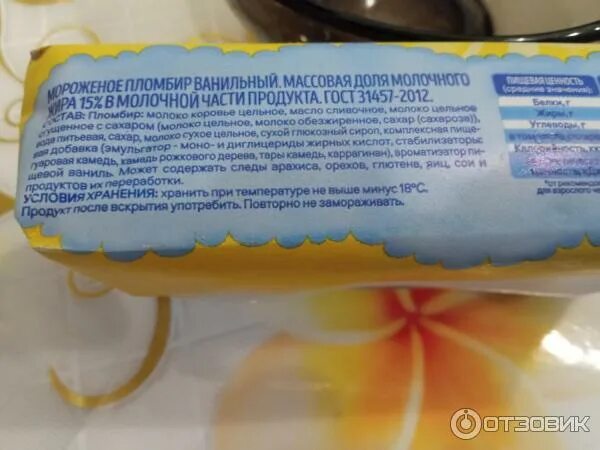 МОРОЖЕНОЕ ПЛОМБИР ВАНИЛЬНЫЙ. МАССОВАЯ ДОЛЯ МОЛОЧНОГО
ЖИРА 15% В МОЛОЧНОЙ ЧАСТИ ПРОДУКТА. ГОСТ 31457-2012.
СОСТАВ: Пломбир: молоко коровье цельное, масло сливочное, молоко цельное
сгущенное с сахаром (молоко цельное, молоко обезжиренное, сахар (сахароза)),
вода питьевая, сахар, молоко сухое цельное, сухой глюкозный сироп, комплексная пище-
вая добавка (эмульгатор - моно- и диглицериды жирных кислот, стабилизаторы:
гуаровая камедь, камедь рожкового дерева, тары камедь, каррагинан), ароматизатор пи-
щевой ваниль. Может содержать следы арахиса, орехов, глютена, яиц, сои и
продуктов их переработки.
УСЛОВИЯ ХРАНЕНИЯ: хранить при температуре не выше минус 18°С.
Продукт после вскрытия употребить. Повторно не замораживать.
ПИЩЕВАЯ ЦЕННОСТЬ
(средние значения):
Белки, г
Жиры, г
Углеводы, г
Калорийность,
для взрослого
ОТЗОВИК